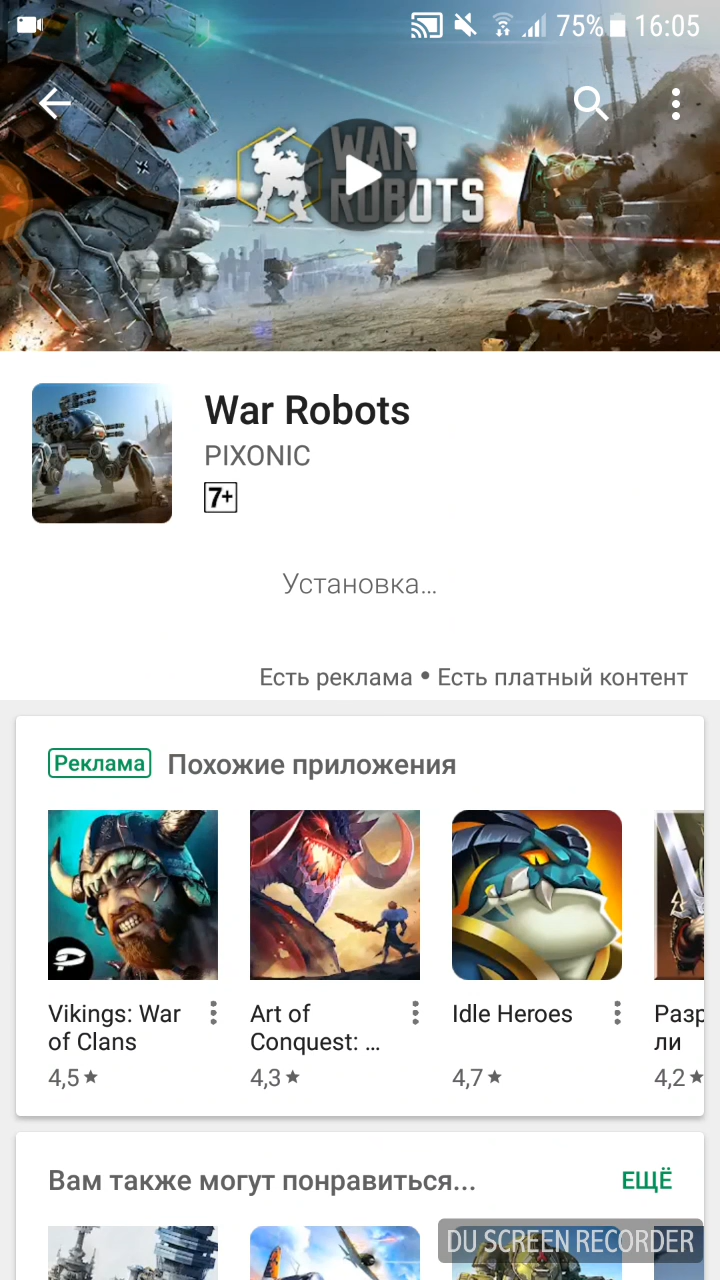 75% 16:05
WAR
ROBOTS
War Robots
PIXONIC
7+
Установка...
Есть реклама • Есть платный контент
Реклама Похожие приложения
Vikings: War
of Clans
4,5★
Art of
Conquest: ...
4,3★
Idle Heroes
4,7★
Разр
ли
4,2★
Вам также могут понравиться... ЕЩЁ
DU SCREEN RECORDER